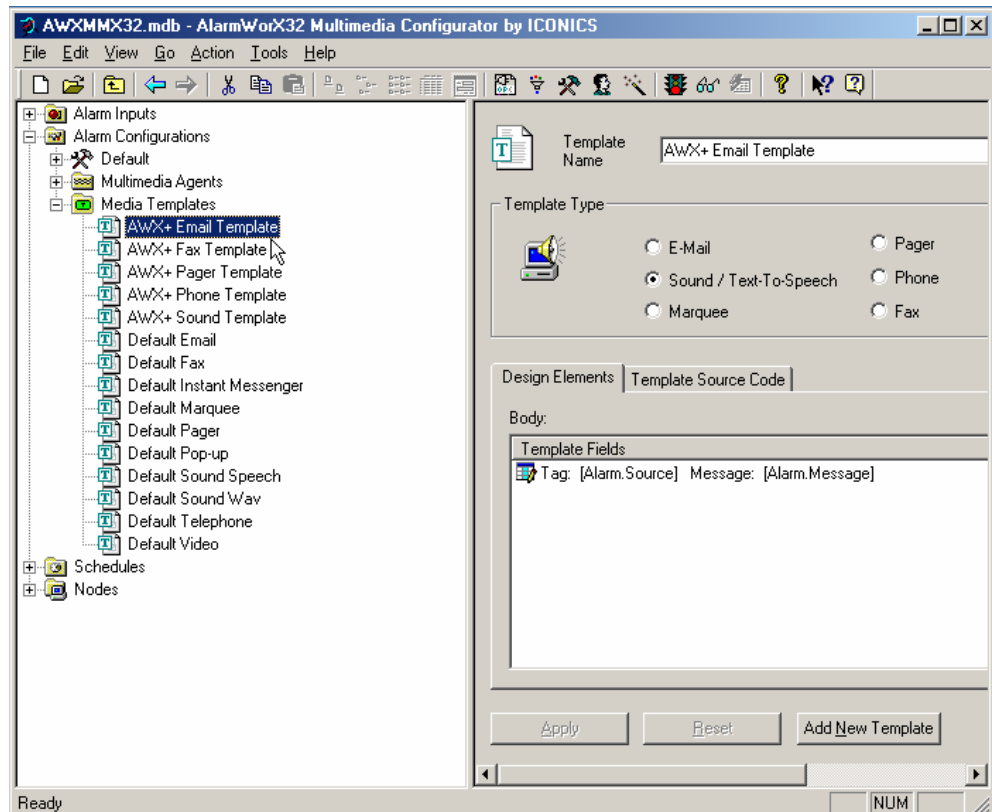 AWXMMX32.mdb - AlarmWorX32 Multimedia Configurator by ICONICS
File Edit View Go Action Tools Help
Alarm Inputs
Alarm Configurations
Default
Multimedia Agents
Media Templates
AWX+ Email Template
AWX+ Fax Template
AWX+ Pager Template
AWX+ Phone Template
AWX+ Sound Template
Default Email
Default Fax
Default Instant Messenger
Default Marquee
Default Pager
Default Pop-up
Default Sound Speech
Default Sound Wav
Default Telephone
Default Video
Schedules
Nodes
Template Name
AWX+ Email Template
Template Type
E-Mail
Pager
Sound / Text-To-Speech
Phone
Marquee
Fax
Design Elements
Template Source Code
Body:
Template Fields
Tag: [Alarm.Source] Message: [Alarm.Message]
Apply
Reset
Add New Template
Ready
NUM